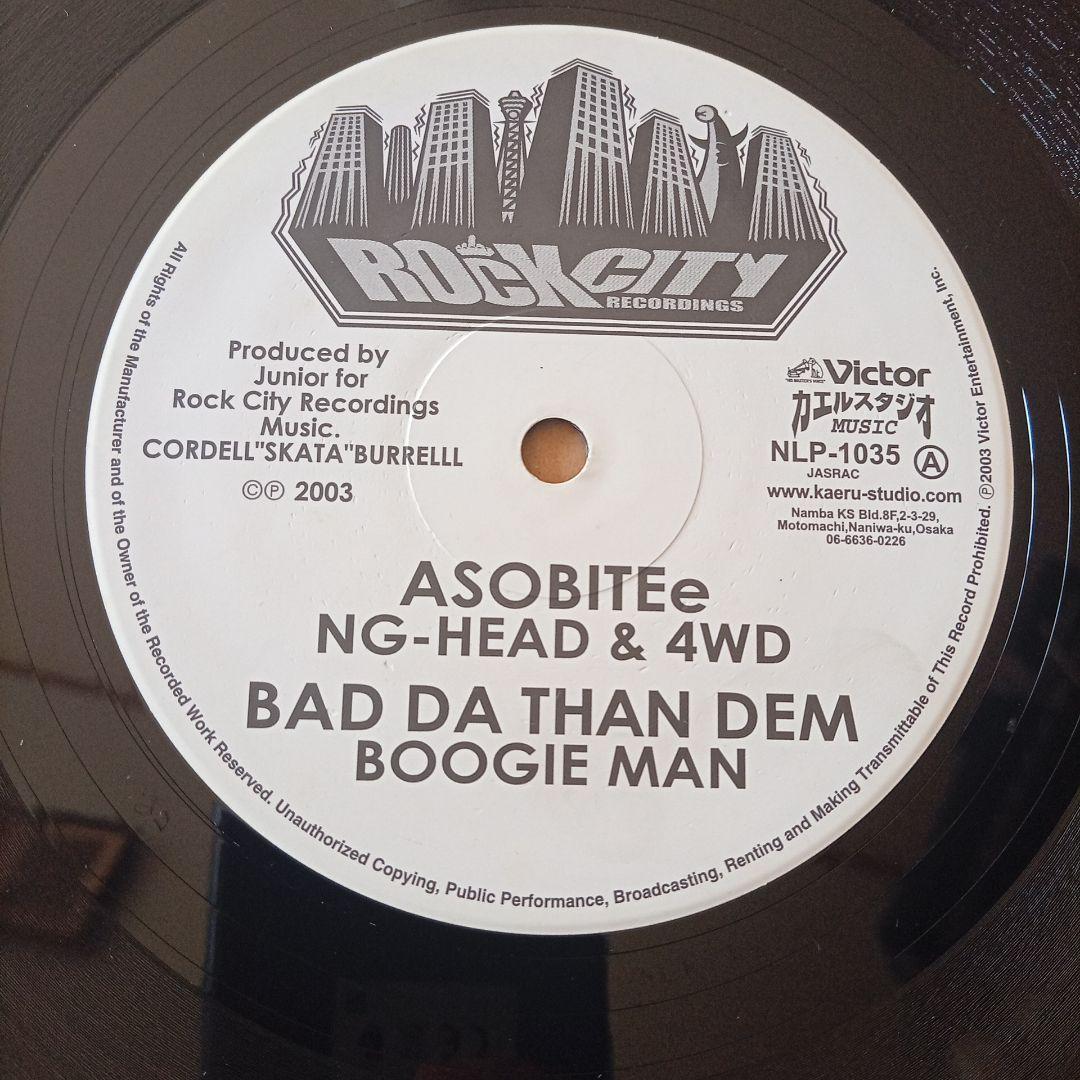 ROCK CITY
RECORDINGS
Produced by
Junior for
Rock City Recordings
Music.
CORDELL"SKATA"BURRELLL
©℗ 2003
"HIS MASTER'S VOICE"
Victor
カエルスタジオ
MUSIC
NLP-1035 Ⓐ
JASRAC
www.kaeru-studio.com
Namba KS Bld.8F,2-3-29,
Motomachi,Naniwa-ku,Osaka
06-6636-0226
ASOBITEe
NG-HEAD & 4WD
BAD DA THAN DEM
BOOGIE MAN
All Rights of the Manufacturer and of the Owner of the Recorded Work Reserved. Unauthorized Copying, Public Performance, Broadcasting, Renting and Making Transmittable of This Record Prohibited. ℗2003 Victor Entertainment, Inc.